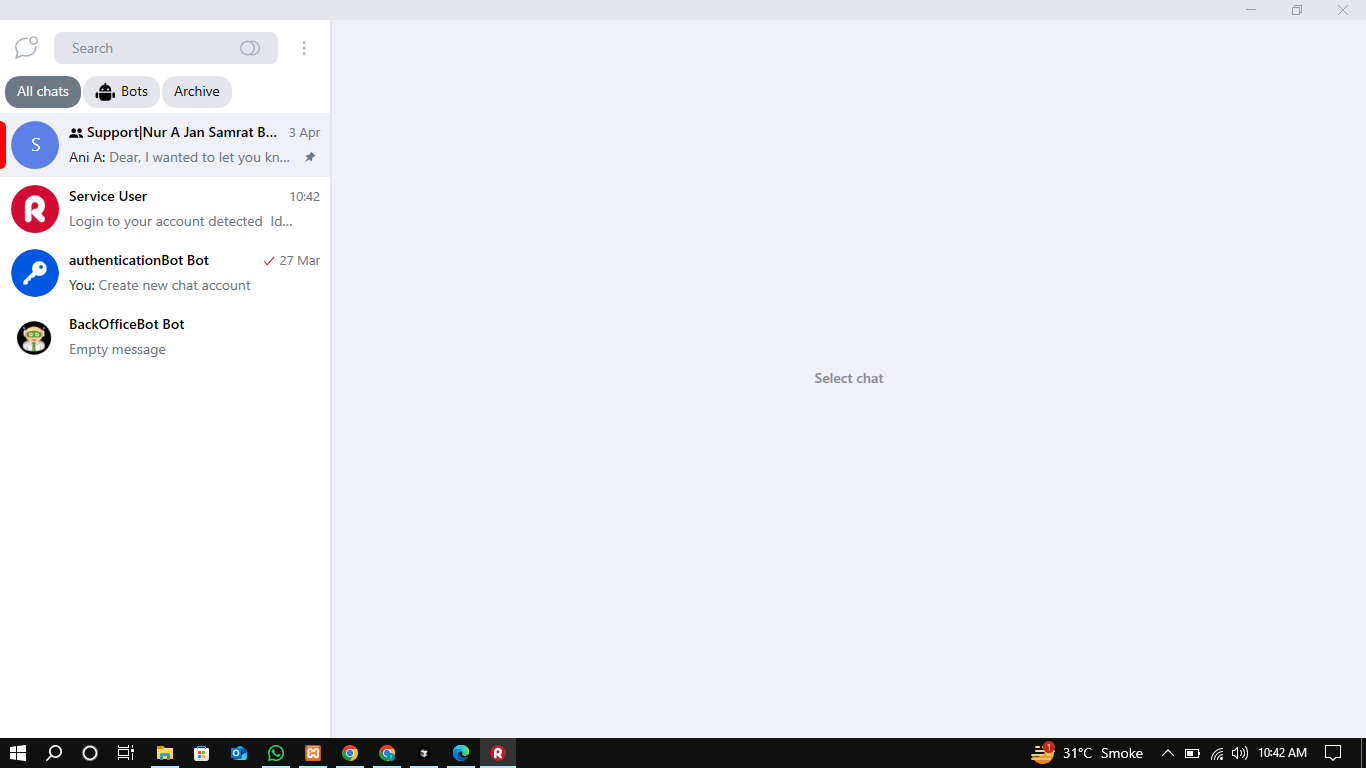 Search
All chats
Bots
Archive
S
Support|Nur A Jan Samrat B... 3 Apr
Ani A: Dear, I wanted to let you kn...
R
Service User 10:42
Login to your account detected Id...
authenticationBot Bot 27 Mar
You: Create new chat account
BackOfficeBot Bot
Empty message
Select chat
1
31°C Smoke
10:42 AM